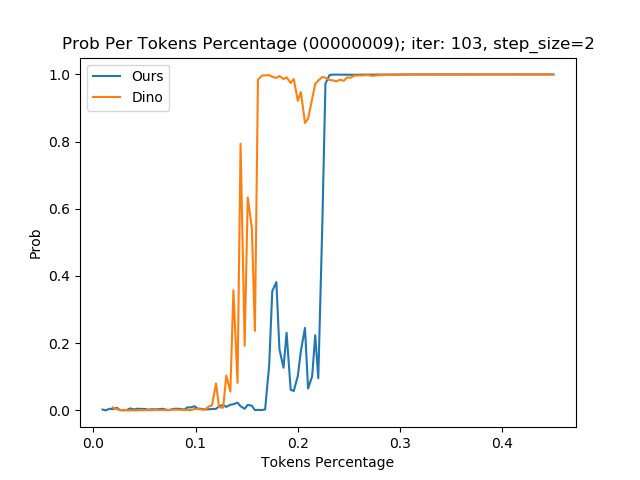 Prob Per Tokens Percentage (00000009); iter: 103, step_size=2
Ours
Dino
1.0
0.8
0.6
0.4
0.2
0.0
Prob
0.0 0.1 0.2 0.3 0.4
Tokens Percentage